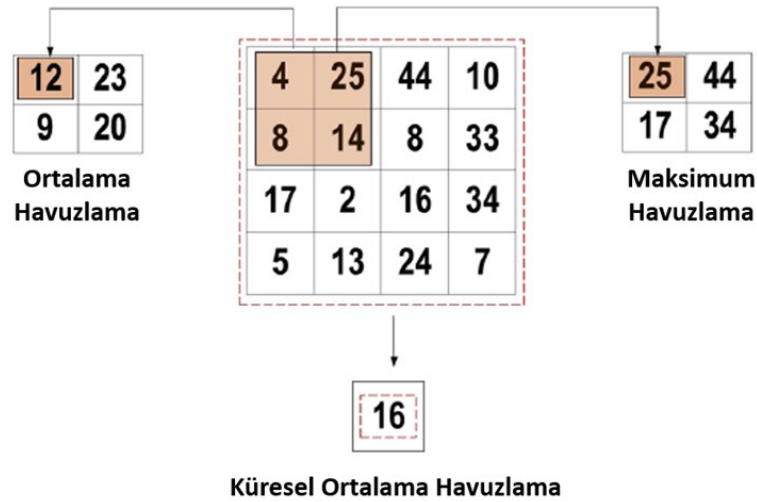 12 23
9 20
Ortalama
Havuzlama
4 25 44 10
8 14 8 33
17 2 16 34
5 13 24 7
25 44
17 34
Maksimum
Havuzlama
16
Küresel Ortalama Havuzlama